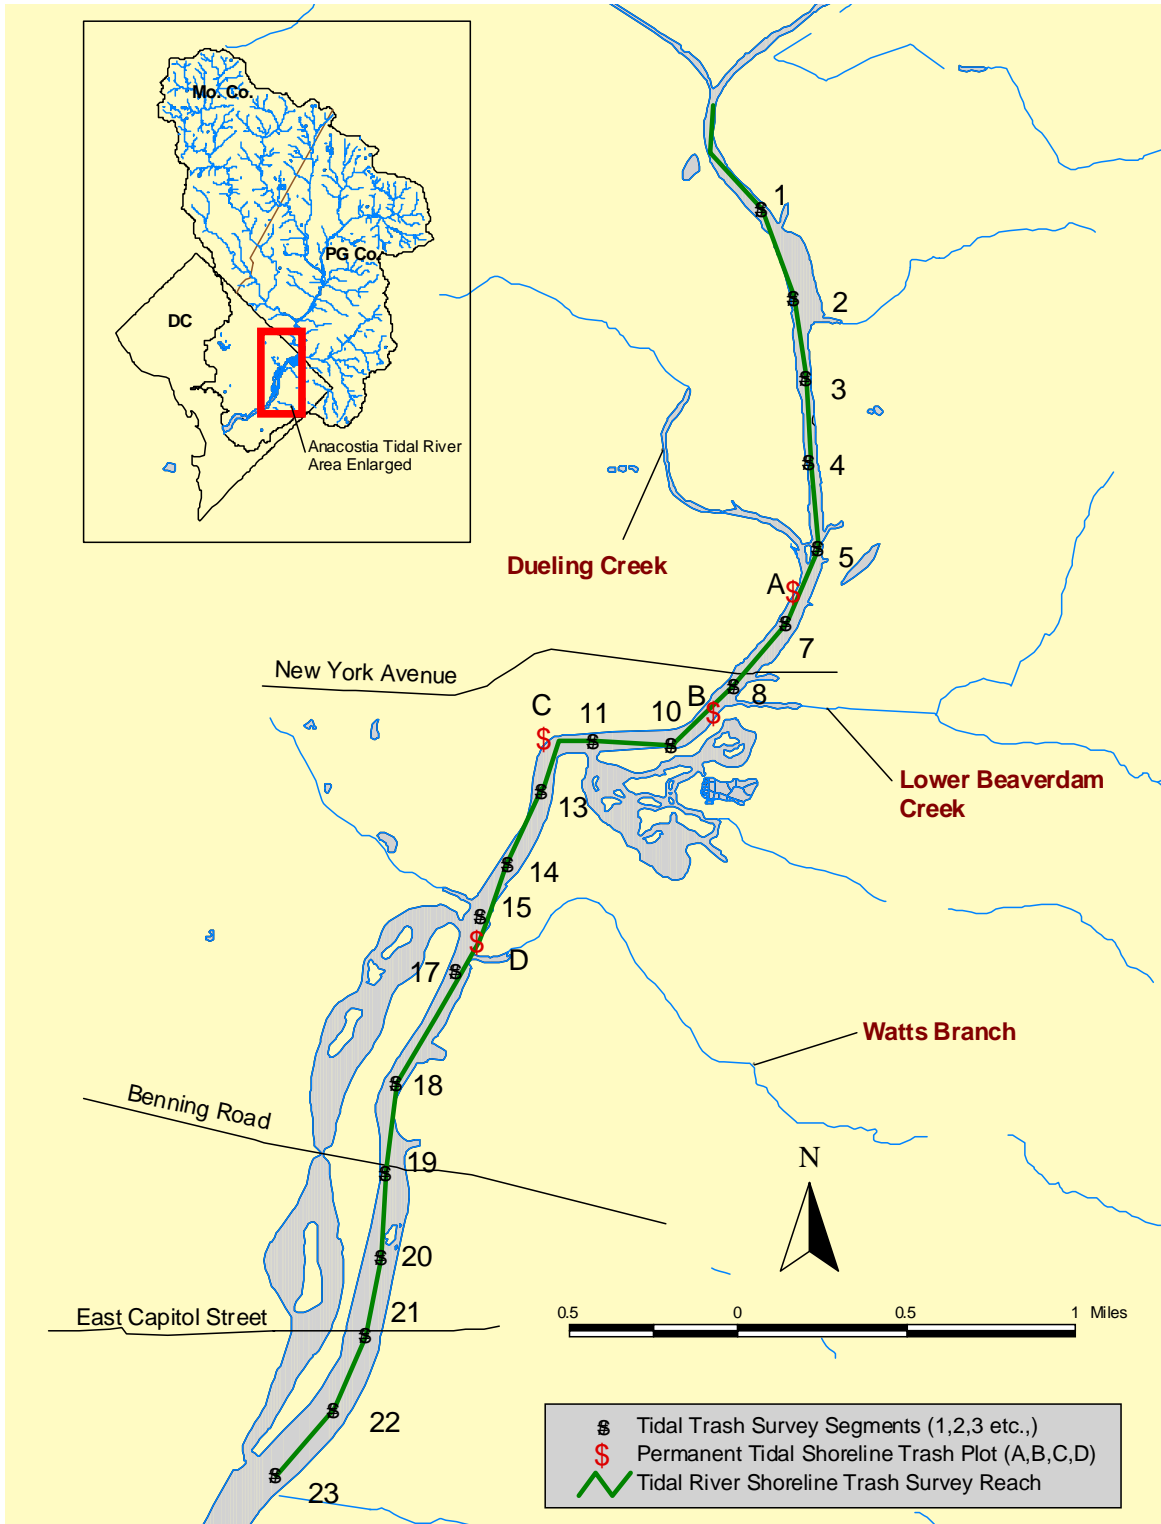 Mo. Co.
PG Co.
DC
Anacostia Tidal River
Area Enlarged
1
2
3
4
5
Dueling Creek
A
7
New York Avenue
8
B
10
11
C
Lower Beaverdam
Creek
13
14
15
D
17
Watts Branch
18
Benning Road
19
N
20
21
East Capitol Street
0.5 0 0.5 1 Miles
22
23
$ Tidal Trash Survey Segments (1,2,3 etc.,)
$ Permanent Tidal Shoreline Trash Plot (A,B,C,D)
Tidal River Shoreline Trash Survey Reach